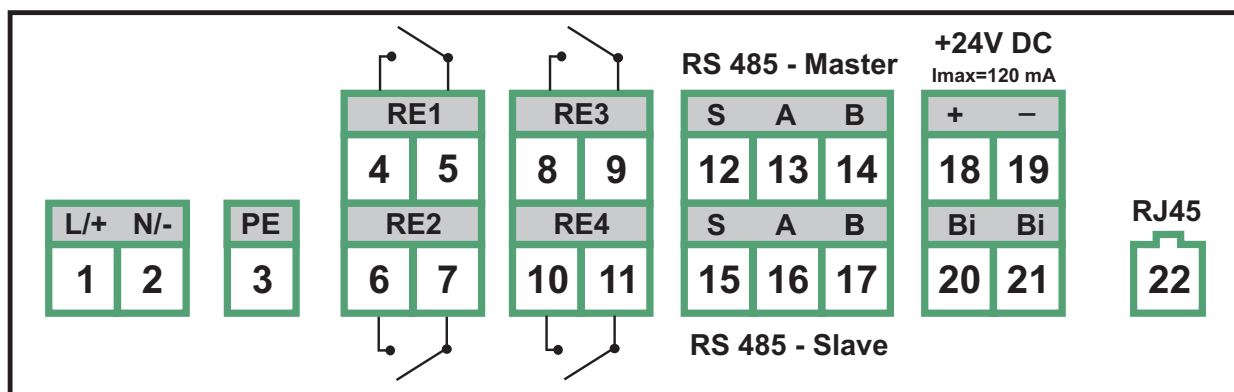 +24V DC
RS 485 - Master
Imax=120 mA
RE1 RE3 S A B + –
4 5 8 9 12 13 14 18 19
L/+ N/- PE RE2 RE4 S A B Bi Bi RJ45
1 2 3 6 7 10 11 15 16 17 20 21 22
RS 485 - Slave